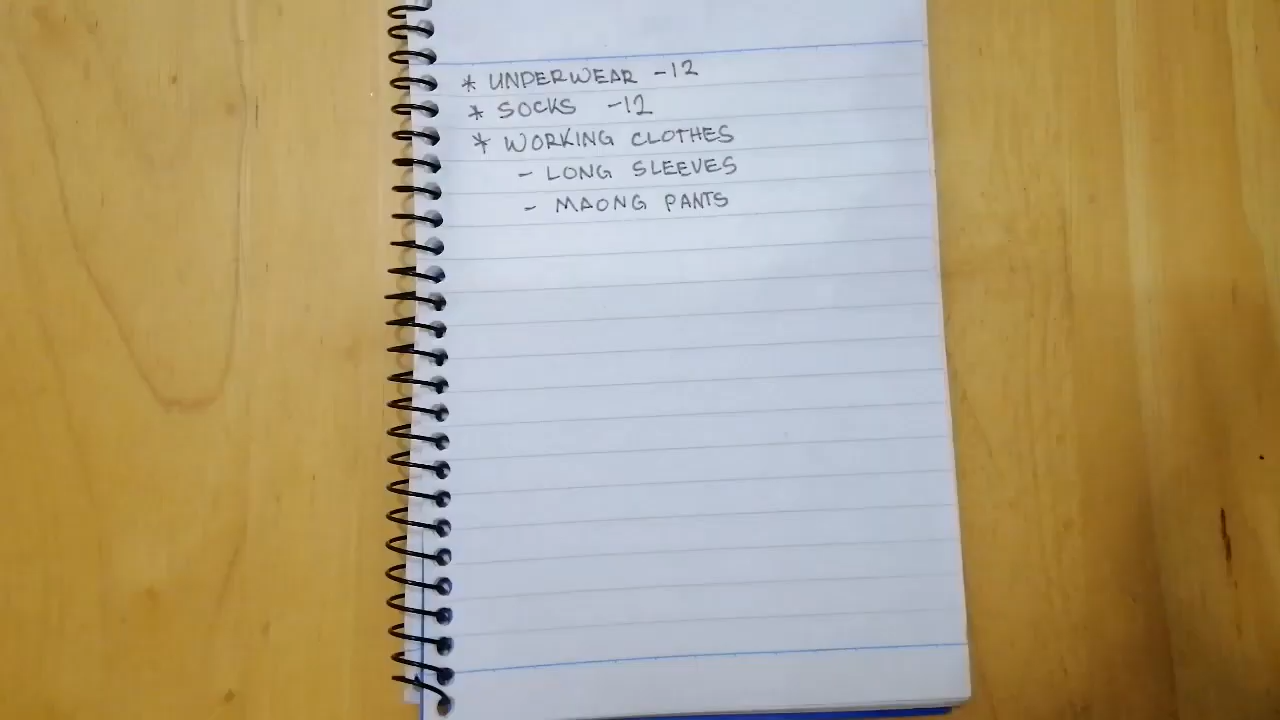 * UNDERWEAR -12
* SOCKS -12
* WORKING CLOTHES
- LONG SLEEVES
- MAONG PANTS